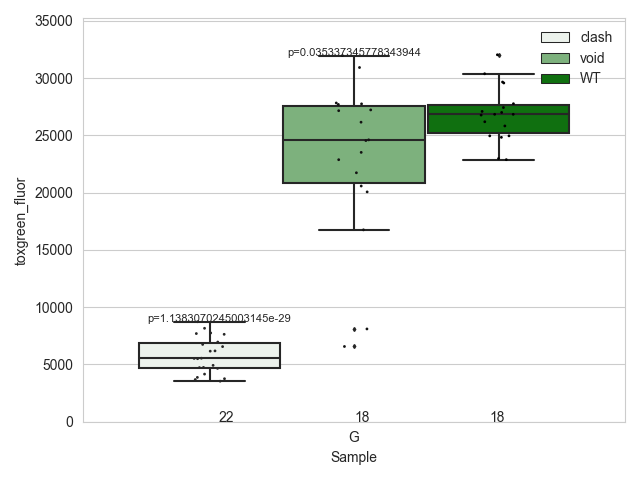 35000
30000
25000
20000
15000
10000
5000
0
toxgreen_fluor
clash
void
WT
p=0.035337345778343944
p=1.1383070245003145e-29
22
18
18
G
Sample